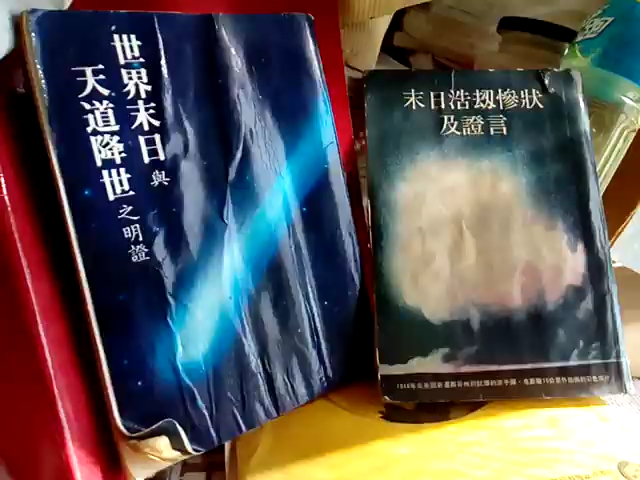 世界末日與
天道降世之明證
末日浩劫慘狀
及證言